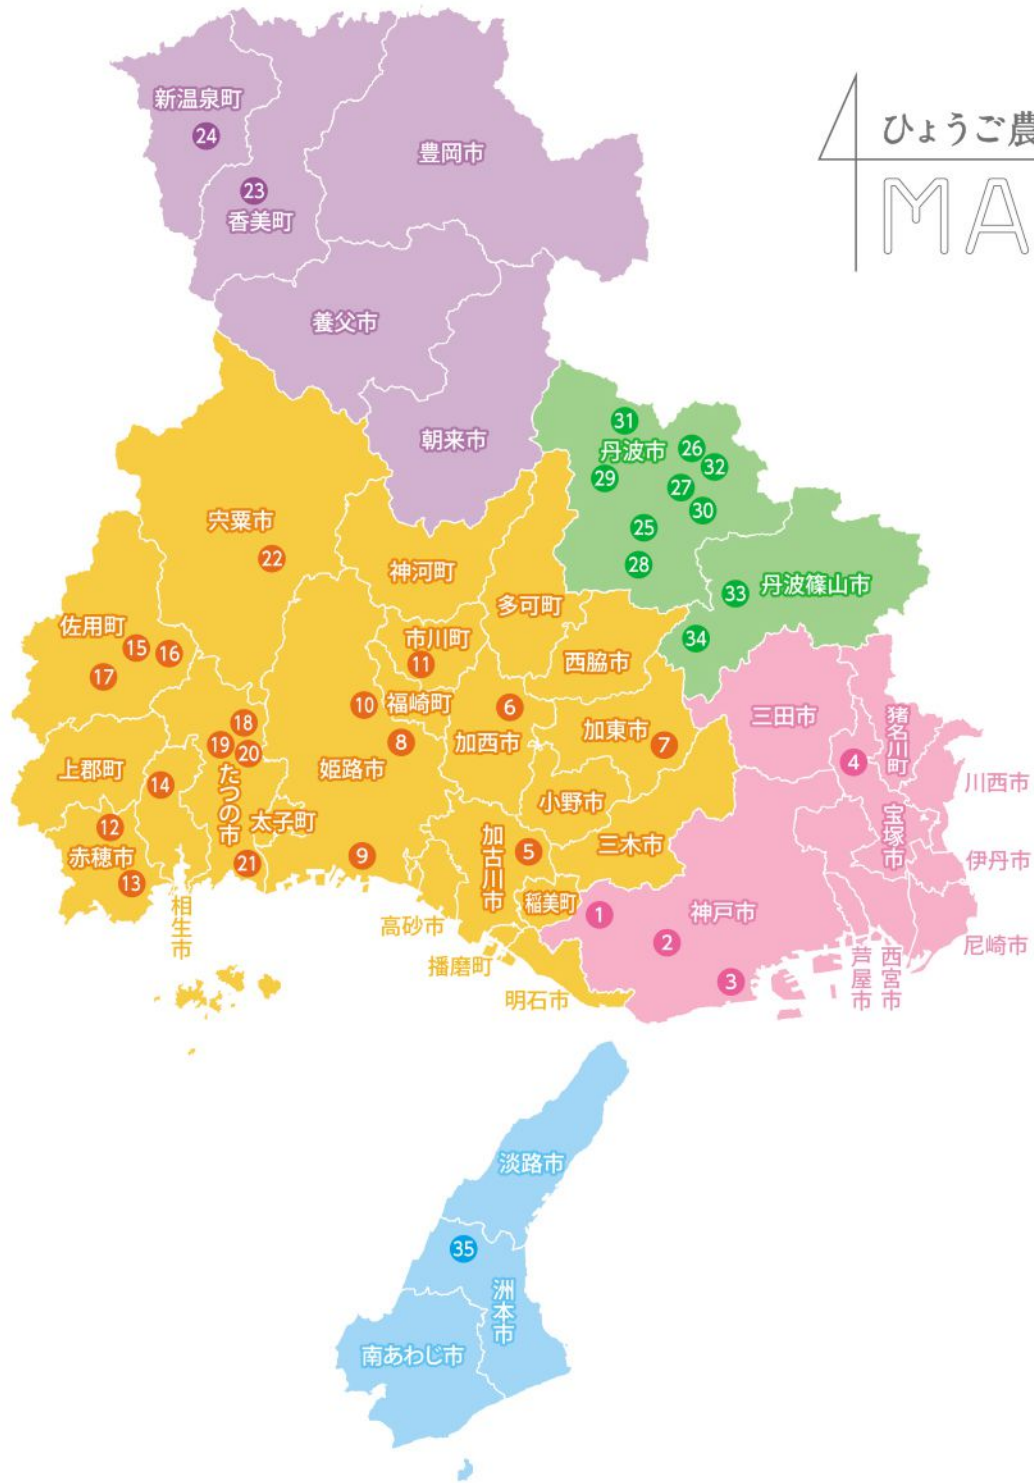 ひょうご農
MA
新温泉町
24
豊岡市
23
香美町
養父市
朝来市
31
丹波市
26
32
29
27
30
25
28
宍粟市
22
神河町
多可町
33
丹波篠山市
34
佐用町
15
16
17
市川町
11
西脇市
10
福崎町
6
18
19
20
8
加西市
加東市
7
三田市
猪名川町
4
川西市
上郡町
14
たつの市
姫路市
小野市
12
太子町
赤穂市
13
21
9
加古川市
5
三木市
宝塚市
伊丹市
稲美町
1
神戸市
2
3
相生市
高砂市
播磨町
明石市
芦屋市
西宮市
尼崎市
淡路市
35
洲本市
南あわじ市